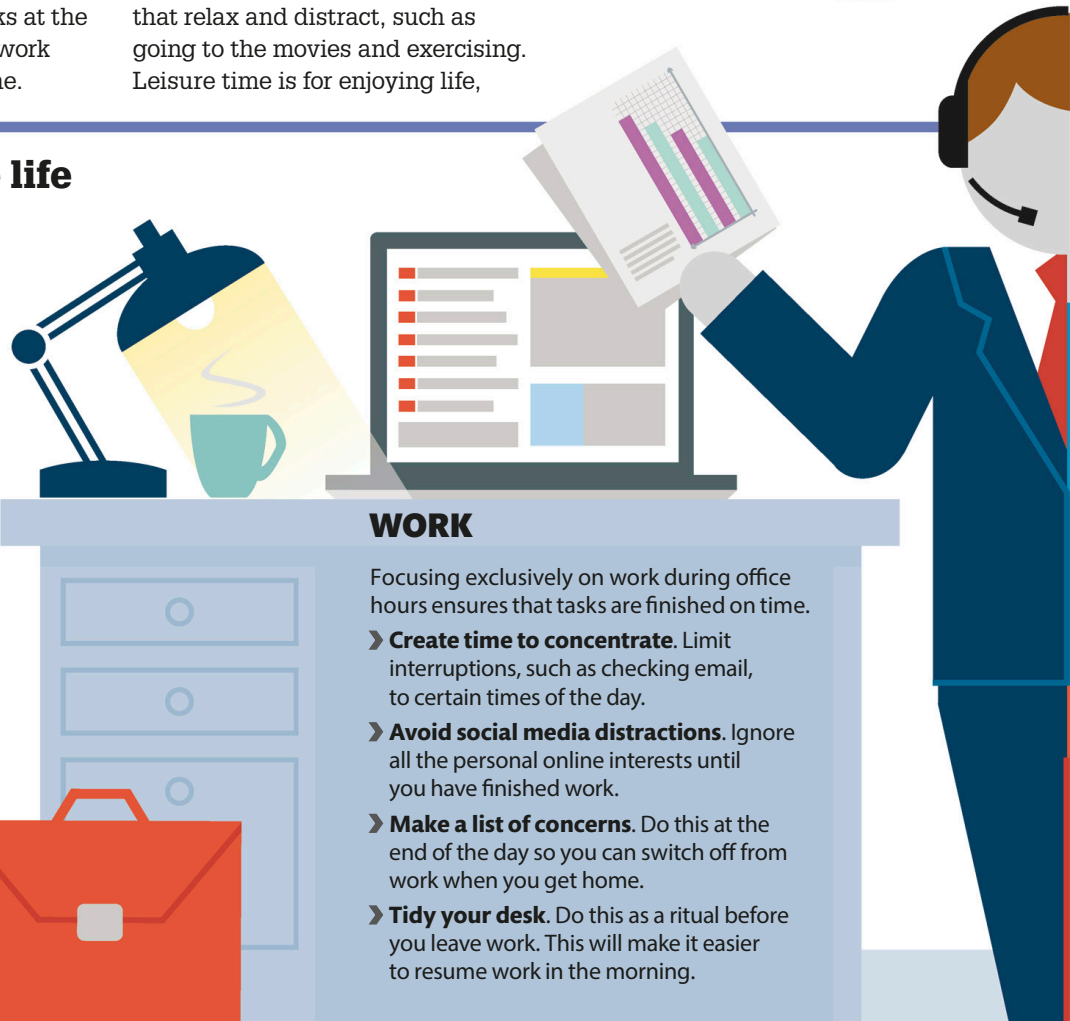 ks at the
work
ne.
that relax and distract, such as
going to the movies and exercising.
Leisure time is for enjoying life,
life
WORK
Focusing exclusively on work during office
hours ensures that tasks are finished on time.
Create time to concentrate. Limit
interruptions, such as checking email,
to certain times of the day.
Avoid social media distractions. Ignore
all the personal online interests until
you have finished work.
Make a list of concerns. Do this at the
end of the day so you can switch off from
work when you get home.
Tidy your desk. Do this as a ritual before
you leave work. This will make it easier
to resume work in the morning.